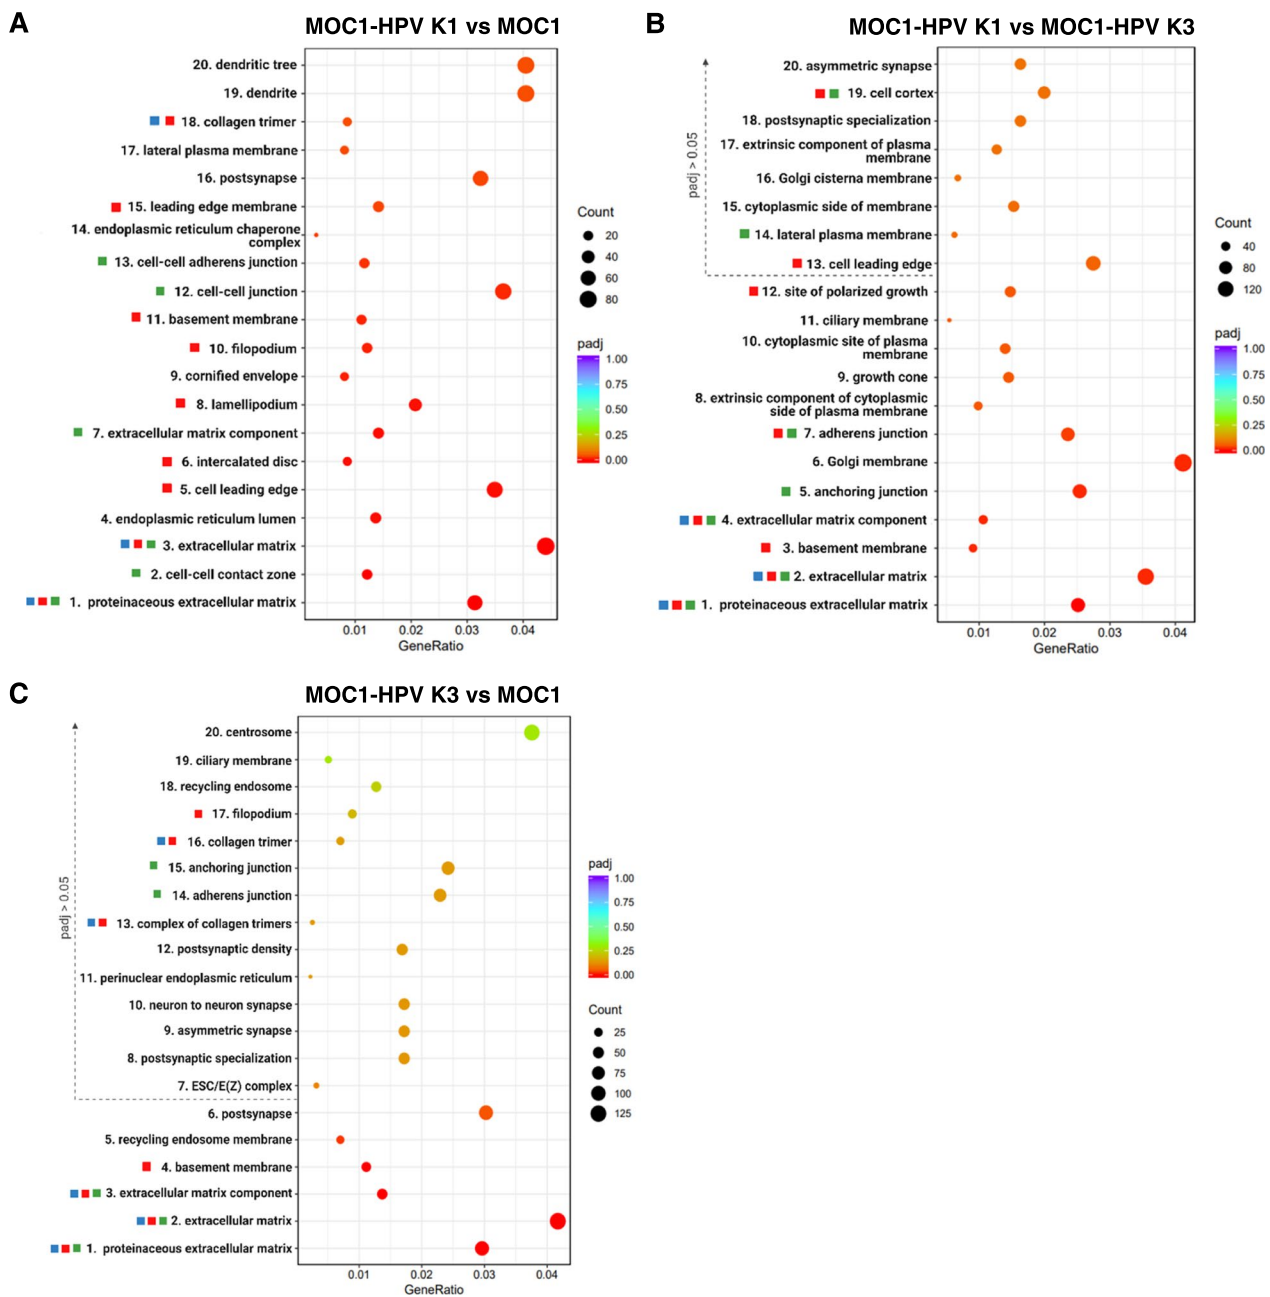 A
MOC1-HPV K1 vs MOC1
20. dendritic tree
19. dendrite
18. collagen trimer
17. lateral plasma membrane
16. postsynapse
15. leading edge membrane
14. endoplasmic reticulum chaperone
complex
13. cell-cell adherens junction
12. cell-cell junction
11. basement membrane
10. filopodium
9. cornified envelope
8. lamellipodium
7. extracellular matrix component
6. intercalated disc
5. cell leading edge
4. endoplasmic reticulum lumen
3. extracellular matrix
2. cell-cell contact zone
1. proteinaceous extracellular matrix
0.01 0.02 0.03 0.04
GeneRatio
Count
20
40
60
80
padj
1.00
0.75
0.50
0.25
0.00
B
MOC1-HPV K1 vs MOC1-HPV K3
padj > 0.05
20. asymmetric synapse
19. cell cortex
18. postsynaptic specialization
17. extrinsic component of plasma
membrane
16. Golgi cisterna membrane
15. cytoplasmic side of membrane
14. lateral plasma membrane
13. cell leading edge
12. site of polarized growth
11. ciliary membrane
10. cytoplasmic site of plasma
membrane
9. growth cone
8. extrinsic component of cytoplasmic
side of plasma membrane
7. adherens junction
6. Golgi membrane
5. anchoring junction
4. extracellular matrix component
3. basement membrane
2. extracellular matrix
1. proteinaceous extracellular matrix
0.01 0.02 0.03 0.04
GeneRatio
Count
40
80
120
padj
1.00
0.75
0.50
0.25
0.00
C
MOC1-HPV K3 vs MOC1
padj > 0.05
20. centrosome
19. ciliary membrane
18. recycling endosome
17. filopodium
16. collagen trimer
15. anchoring junction
14. adherens junction
13. complex of collagen trimers
12. postsynaptic density
11. perinuclear endoplasmic reticulum
10. neuron to neuron synapse
9. asymmetric synapse
8. postsynaptic specialization
7. ESC/E(Z) complex
6. postsynapse
5. recycling endosome membrane
4. basement membrane
3. extracellular matrix component
2. extracellular matrix
1. proteinaceous extracellular matrix
0.01 0.02 0.03 0.04
GeneRatio
padj
1.00
0.75
0.50
0.25
0.00
Count
25
50
75
100
125